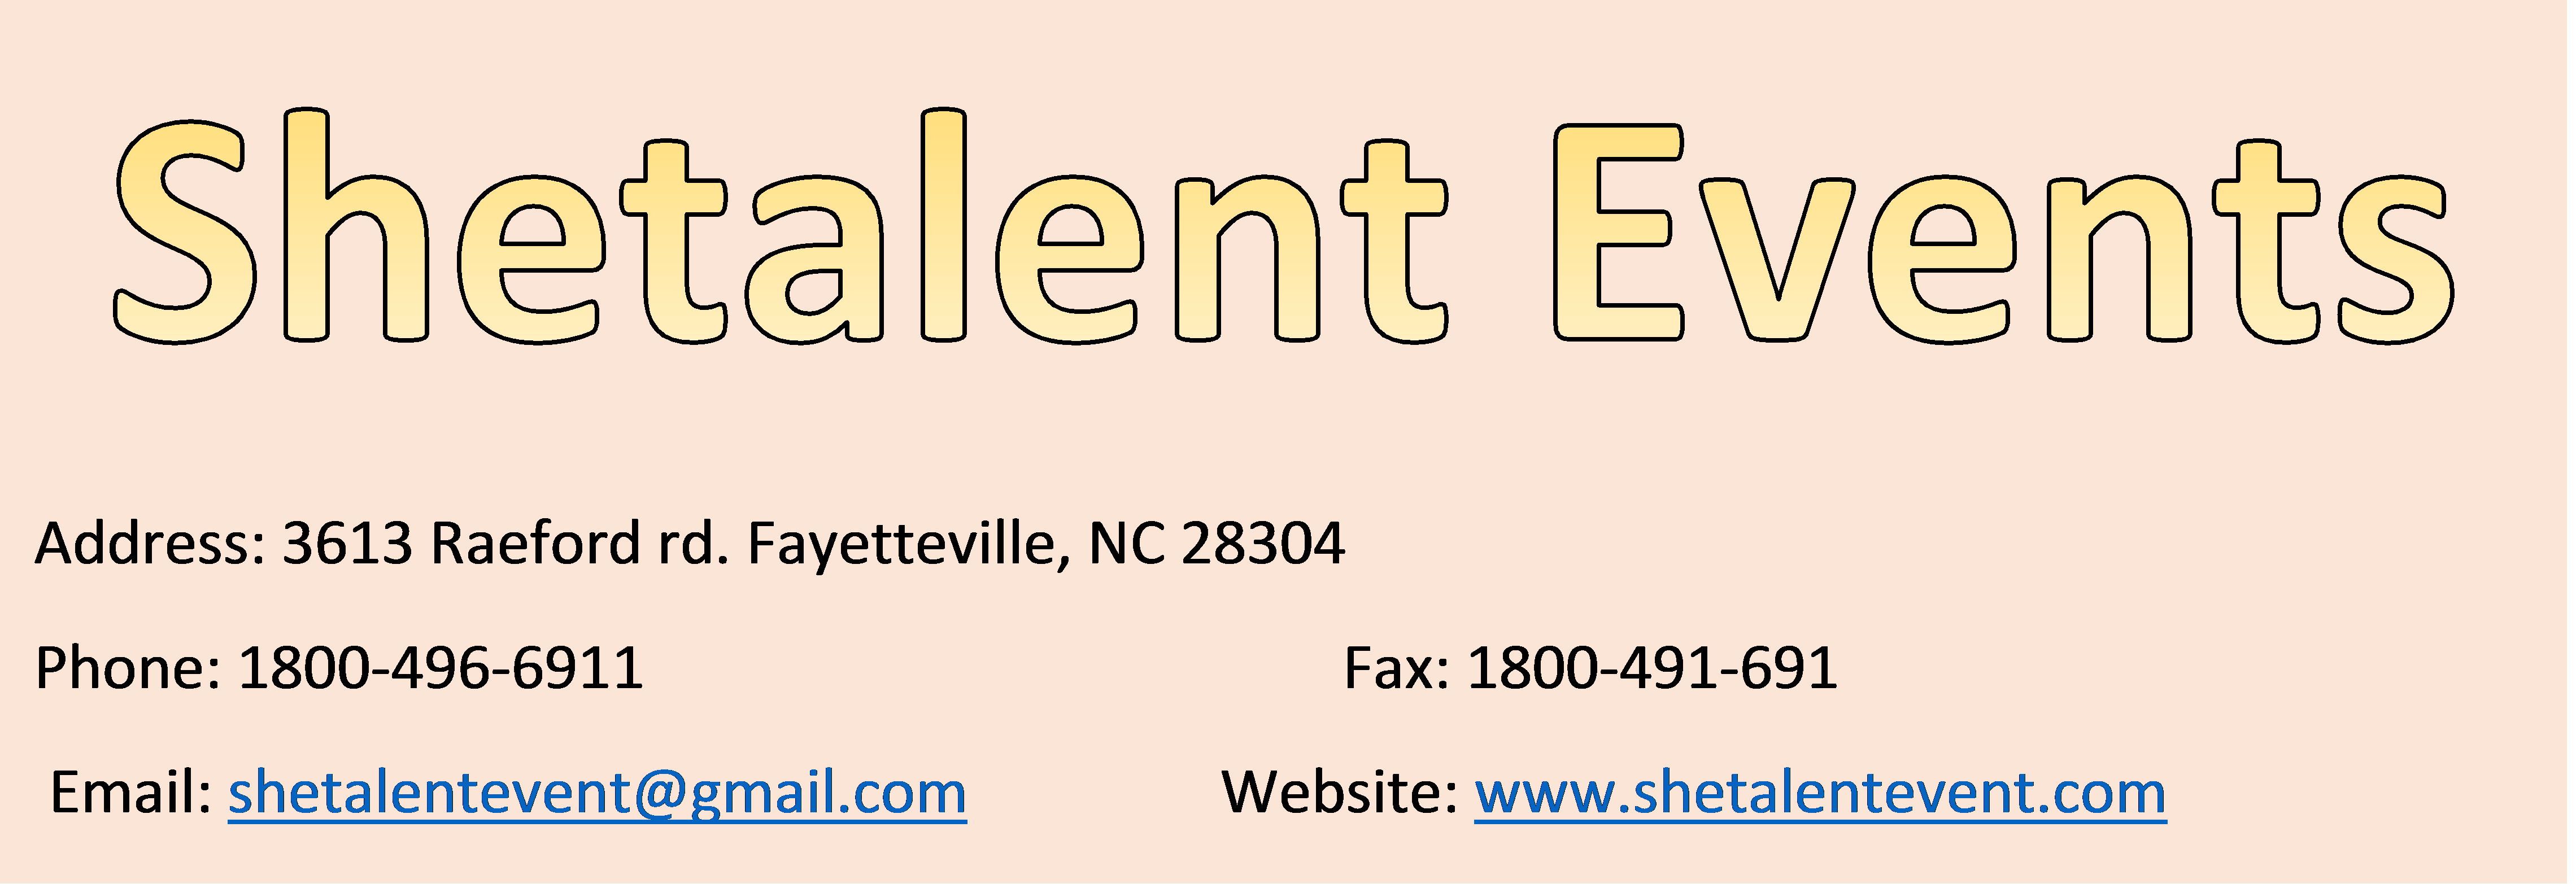 Shetalent Events
Address: 3613 Raeford rd. Fayetteville, NC 28304
Phone: 1800-496-6911 Fax: 1800-491-691
Email: shetalentevent@gmail.com Website: www.shetalentevent.com